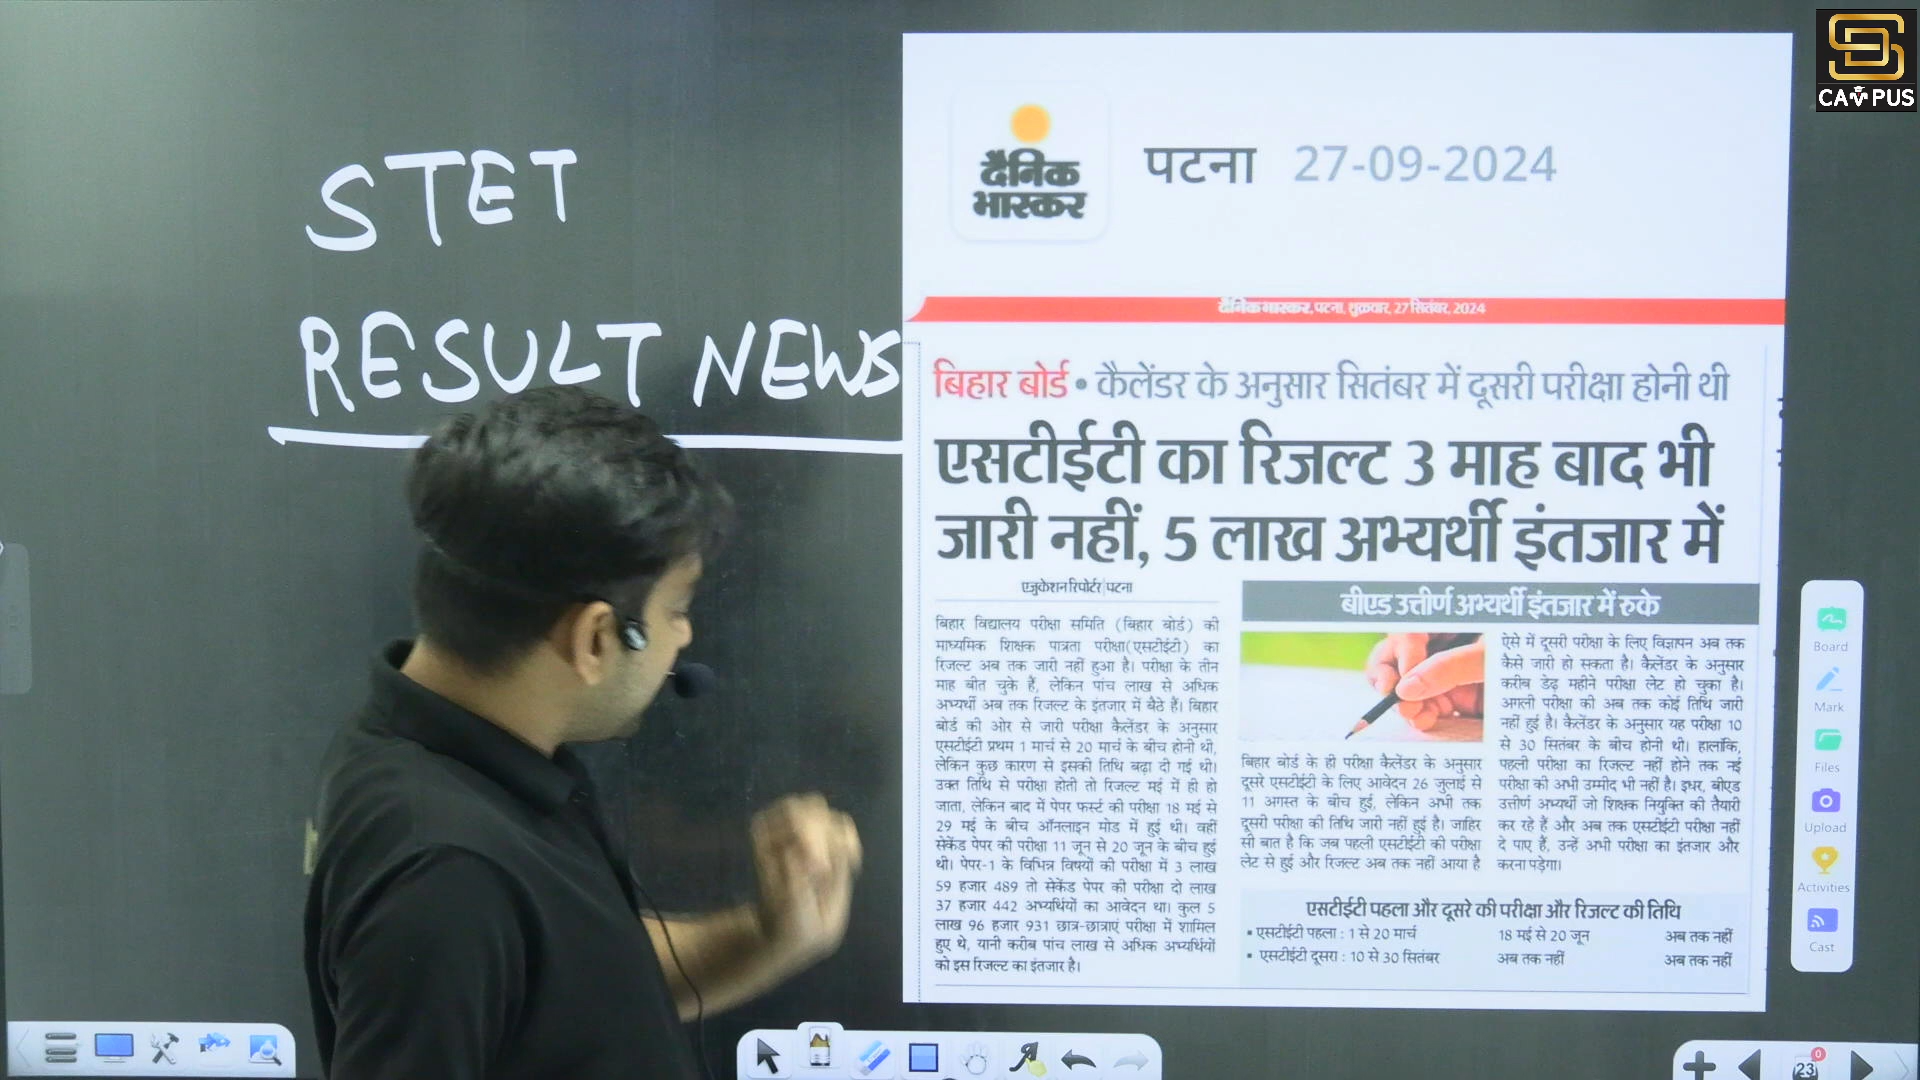 SD
CAMPUS
STET
RESULT NEWS
दैनिक
भास्कर
पटना 27-09-2024
दैनिक भास्कर, पटना, शुक्रवार, 27 सितंबर, 2024
बिहार बोर्ड • कैलेंडर के अनुसार सितंबर में दूसरी परीक्षा होनी थी
एसटीईटी का रिजल्ट 3 माह बाद भी
जारी नहीं, 5 लाख अभ्यर्थी इंतजार में
एजुकेशन रिपोर्टर|पटना
बिहार विद्यालय परीक्षा समिति (बिहार बोर्ड) की
माध्यमिक शिक्षक पात्रता परीक्षा(एसटीईटी) का
रिजल्ट अब तक जारी नहीं हुआ है। परीक्षा के तीन
माह बीत चुके हैं, लेकिन पांच लाख से अधिक
अभ्यर्थी अब तक रिजल्ट के इंतजार में बैठे हैं। बिहार
बोर्ड की ओर से जारी परीक्षा कैलेंडर के अनुसार
एसटीईटी प्रथम 1 मार्च से 20 मार्च के बीच होनी थी,
लेकिन कुछ कारण से इसकी तिथि बढ़ा दी गई थी।
उक्त तिथि से परीक्षा होती तो रिजल्ट मई में ही हो
जाता, लेकिन बाद में पेपर फर्स्ट की परीक्षा 18 मई से
29 मई के बीच ऑनलाइन मोड में हुई थी। वहीं
सेकेंड पेपर की परीक्षा 11 जून से 20 जून के बीच हुई
थी। पेपर-1 के विभिन्न विषयों की परीक्षा में 3 लाख
59 हजार 489 तो सेकेंड पेपर की परीक्षा दो लाख
37 हजार 442 अभ्यर्थियों का आवेदन था। कुल 5
लाख 96 हजार 931 छात्र-छात्राएं परीक्षा में शामिल
हुए थे, यानी करीब पांच लाख से अधिक अभ्यर्थियों
को इस रिजल्ट का इंतजार है।
बीएड उत्तीर्ण अभ्यर्थी इंतजार में रुके
बिहार बोर्ड के ही परीक्षा कैलेंडर के अनुसार
दूसरे एसटीईटी के लिए आवेदन 26 जुलाई से
11 अगस्त के बीच हुई, लेकिन अभी तक
दूसरी परीक्षा की तिथि जारी नहीं हुई है। जाहिर
सी बात है कि जब पहली एसटीईटी की परीक्षा
लेट से हुई और रिजल्ट अब तक नहीं आया है
ऐसे में दूसरी परीक्षा के लिए विज्ञापन अब तक
कैसे जारी हो सकता है। कैलेंडर के अनुसार
करीब डेढ़ महीने परीक्षा लेट हो चुका है।
अगली परीक्षा की अब तक कोई तिथि जारी
नहीं हुई है। कैलेंडर के अनुसार यह परीक्षा 10
से 30 सितंबर के बीच होनी थी। हालांकि,
पहली परीक्षा का रिजल्ट नहीं होने तक नई
परीक्षा की अभी उम्मीद भी नहीं है। इधर, बीएड
उत्तीर्ण अभ्यर्थी जो शिक्षक नियुक्ति की तैयारी
कर रहे हैं और अब तक एसटीईटी परीक्षा नहीं
दे पाए हैं, उन्हें अभी परीक्षा का इंतजार और
करना पड़ेगा।
एसटीईटी पहला और दूसरे की परीक्षा और रिजल्ट की तिथि
• एसटीईटी पहला : 1 से 20 मार्च 18 मई से 20 जून अब तक नहीं
• एसटीईटी दूसरा : 10 से 30 सितंबर अब तक नहीं अब तक नहीं
Board
Mark
Files
Upload
Activities
Cast
0
23